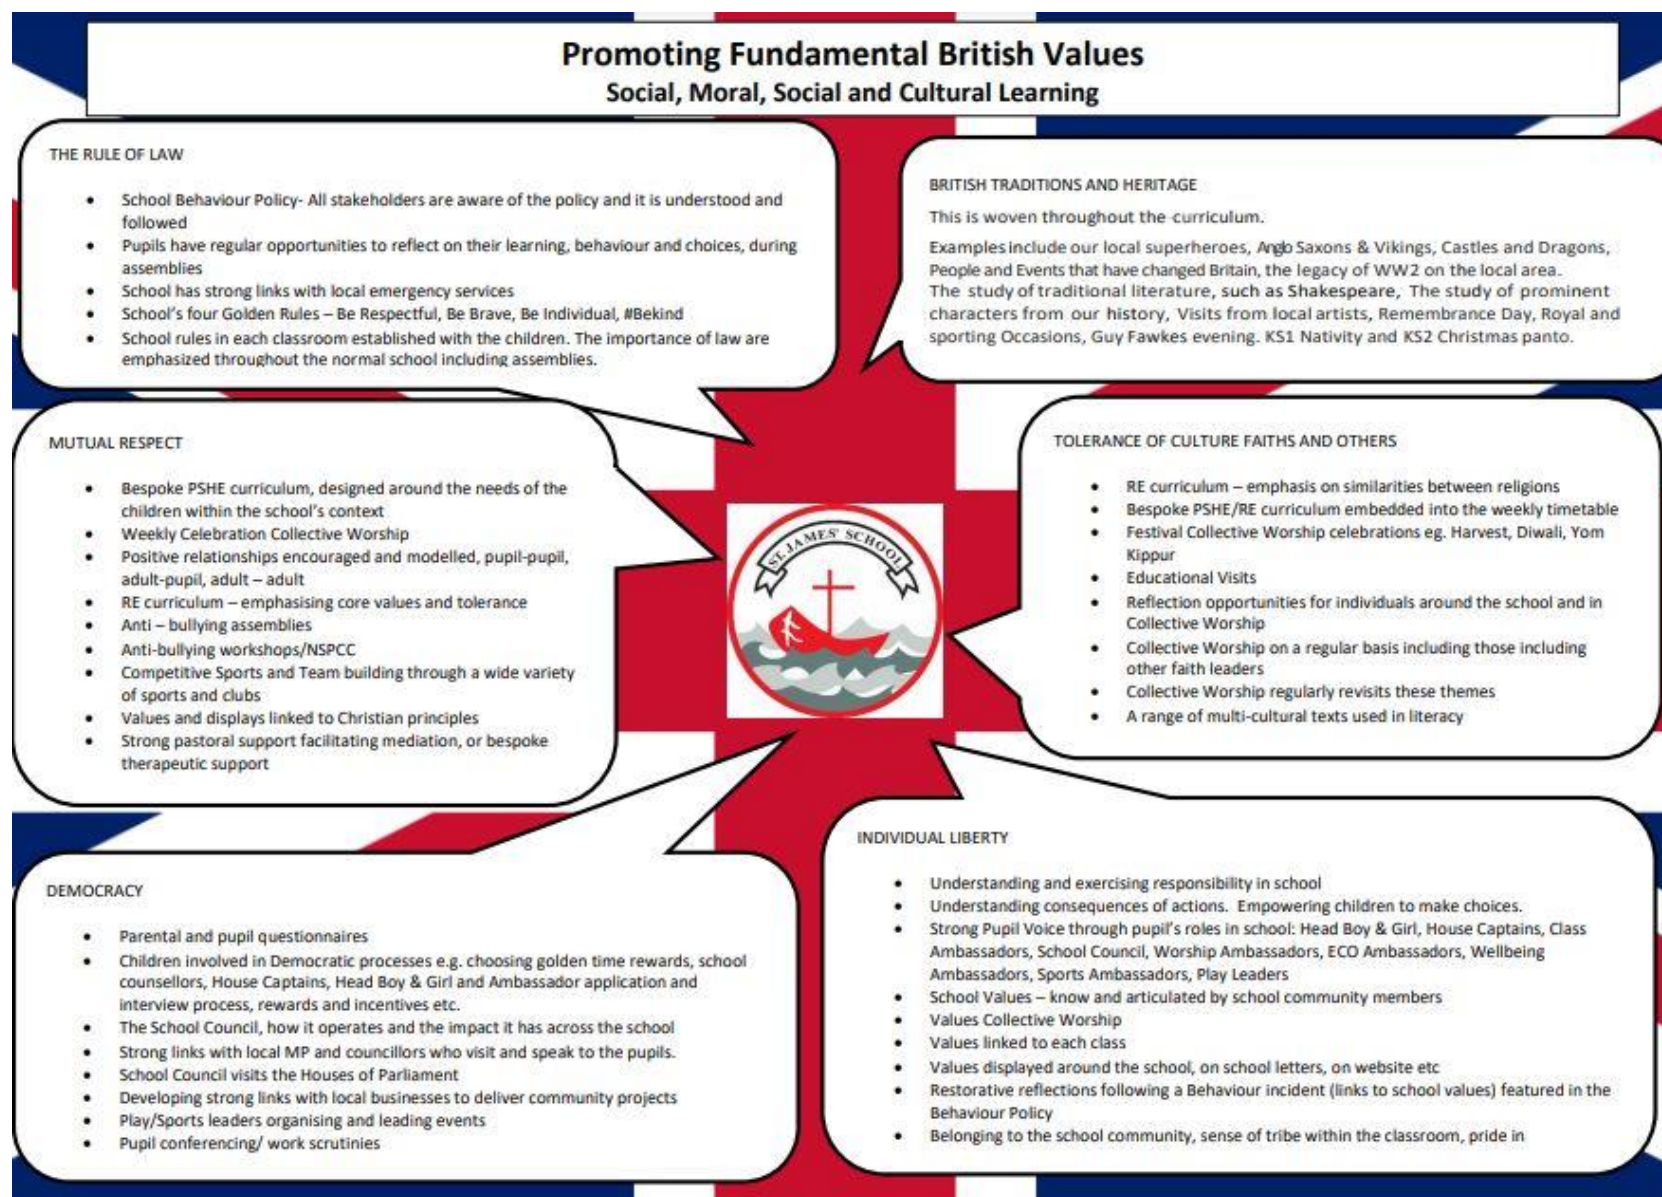 Promoting Fundamental British Values
Social, Moral, Social and Cultural Learning
THE RULE OF LAW
• School Behaviour Policy- All stakeholders are aware of the policy and it is understood and
followed
• Pupils have regular opportunities to reflect on their learning, behaviour and choices, during
assemblies
• School has strong links with local emergency services
• School's four Golden Rules – Be Respectful, Be Brave, Be Individual, #Bekind
• School rules in each classroom established with the children. The importance of law are
emphasized throughout the normal school including assemblies.
BRITISH TRADITIONS AND HERITAGE
This is woven throughout the curriculum.
Examples include our local superheroes, Anglo Saxons & Vikings, Castles and Dragons,
People and Events that have changed Britain, the legacy of WW2 on the local area.
The study of traditional literature, such as Shakespeare, The study of prominent
characters from our history, Visits from local artists, Remembrance Day, Royal and
sporting Occasions, Guy Fawkes evening. KS1 Nativity and KS2 Christmas panto.
MUTUAL RESPECT
• Bespoke PSHE curriculum, designed around the needs of the
children within the school's context
• Weekly Celebration Collective Worship
• Positive relationships encouraged and modelled, pupil-pupil,
adult-pupil, adult – adult
• RE curriculum – emphasising core values and tolerance
• Anti – bullying assemblies
• Anti-bullying workshops/NSPCC
• Competitive Sports and Team building through a wide variety
of sports and clubs
• Values and displays linked to Christian principles
• Strong pastoral support facilitating mediation, or bespoke
therapeutic support
ST. JAMES' SCHOOL
TOLERANCE OF CULTURE FAITHS AND OTHERS
• RE curriculum – emphasis on similarities between religions
• Bespoke PSHE/RE curriculum embedded into the weekly timetable
• Festival Collective Worship celebrations eg. Harvest, Diwali, Yom
Kippur
• Educational Visits
• Reflection opportunities for individuals around the school and in
Collective Worship
• Collective Worship on a regular basis including those including
other faith leaders
• Collective Worship regularly revisits these themes
• A range of multi-cultural texts used in literacy
DEMOCRACY
• Parental and pupil questionnaires
• Children involved in Democratic processes e.g. choosing golden time rewards, school
counsellors, House Captains, Head Boy & Girl and Ambassador application and
interview process, rewards and incentives etc.
• The School Council, how it operates and the impact it has across the school
• Strong links with local MP and councillors who visit and speak to the pupils.
• School Council visits the Houses of Parliament
• Developing strong links with local businesses to deliver community projects
• Play/Sports leaders organising and leading events
• Pupil conferencing/ work scrutinies
INDIVIDUAL LIBERTY
• Understanding and exercising responsibility in school
• Understanding consequences of actions. Empowering children to make choices.
• Strong Pupil Voice through pupil's roles in school: Head Boy & Girl, House Captains, Class
Ambassadors, School Council, Worship Ambassadors, ECO Ambassadors, Wellbeing
Ambassadors, Sports Ambassadors, Play Leaders
• School Values – know and articulated by school community members
• Values Collective Worship
• Values linked to each class
• Values displayed around the school, on school letters, on website etc
• Restorative reflections following a Behaviour incident (links to school values) featured in the
Behaviour Policy
• Belonging to the school community, sense of tribe within the classroom, pride in